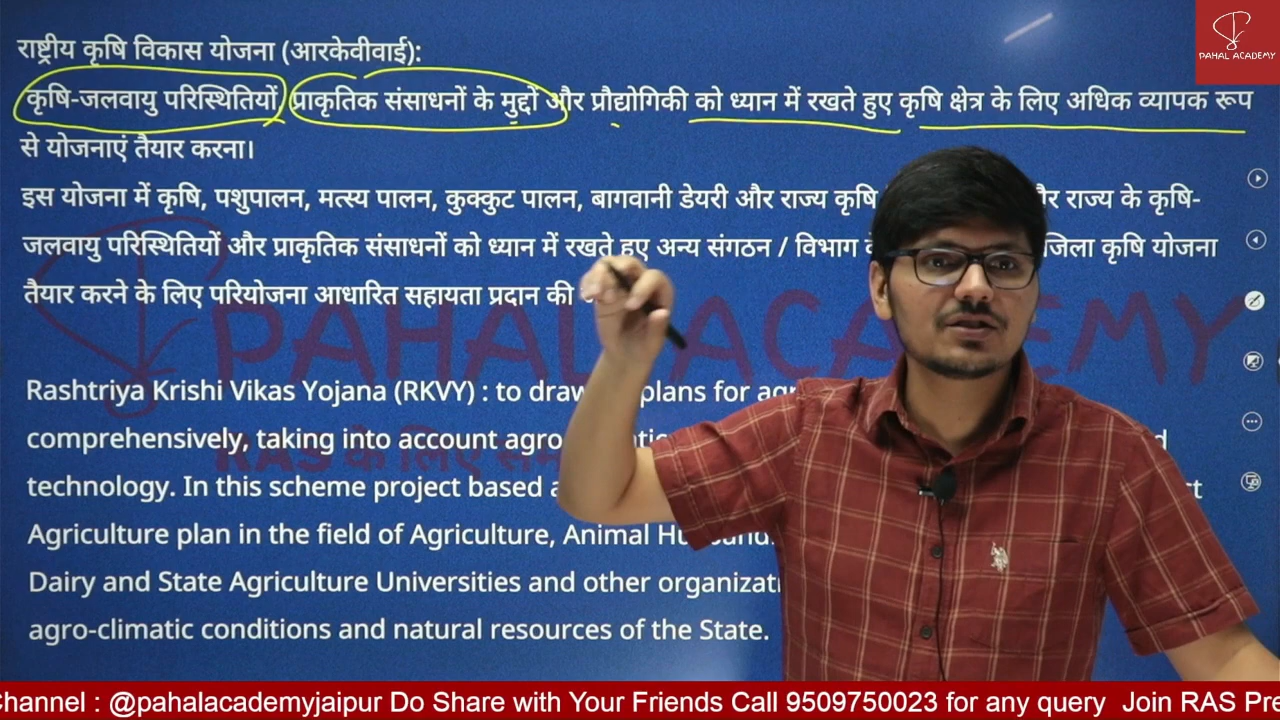 PAHAL ACADEMY
राष्ट्रीय कृषि विकास योजना (आरकेवीवाई):
कृषि-जलवायु परिस्थितियों, प्राकृतिक संसाधनों के मुद्दों और प्रौद्योगिकी को ध्यान में रखते हुए कृषि क्षेत्र के लिए अधिक व्यापक रूप
से योजनाएं तैयार करना।
इस योजना में कृषि, पशुपालन, मत्स्य पालन, कुक्कुट पालन, बागवानी डेयरी और राज्य कृषि राज्य के कृषि-
जलवायु परिस्थितियों और प्राकृतिक संसाधनों को ध्यान में रखते हुए अन्य संगठन / विभाग जिला कृषि योजना
तैयार करने के लिए परियोजना आधारित सहायता प्रदान की
PAHAL ACADEMY
RAS के लिए
Rashtriya Krishi Vikas Yojana (RKVY) : to draw plans for
comprehensively, taking into account
technology. In this scheme project based
Agriculture plan in the field of Agriculture, Animal
Dairy and State Agriculture Universities and other
agro-climatic conditions and natural resources of the State.
Channel : @pahalacademyjaipur Do Share with Your Friends Call 9509750023 for any query Join RAS